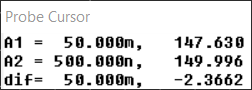 Probe Cursor
A1 = 50.000m, 147.630
A2 = 500.000n, 149.996
dif= 50.000m, -2.3662